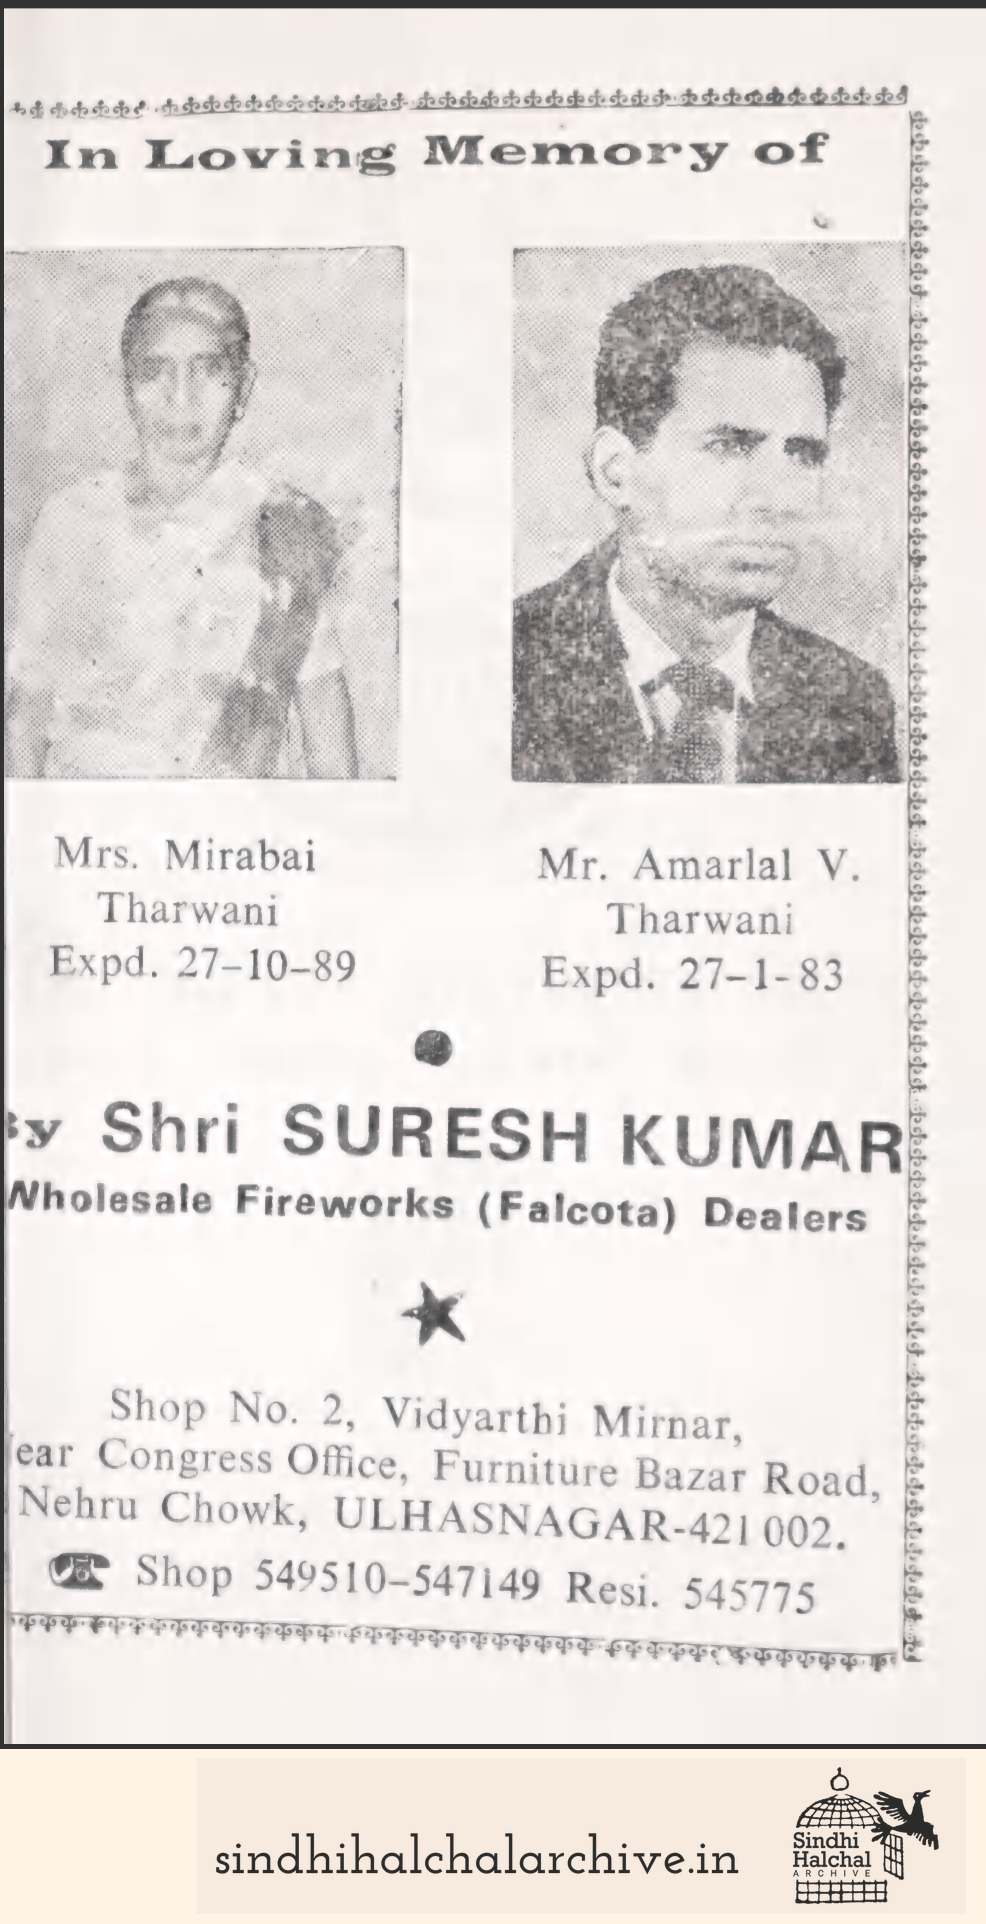 In Loving Memory of
Mrs. Mirabai
Tharwani
Expd. 27-10-89
Mr. Amarlal V.
Tharwani
Expd. 27-1-83
By Shri SURESH KUMAR
Wholesale Fireworks (Falcota) Dealers
Shop No. 2, Vidyarthi Mirnar,
ear Congress Office, Furniture Bazar Road,
Nehru Chowk, ULHASNAGAR-421 002.
Shop 549510-547149 Resi. 545775
sindhihalchalarchive.in
Sindhi
Halchal
ARCHIVE